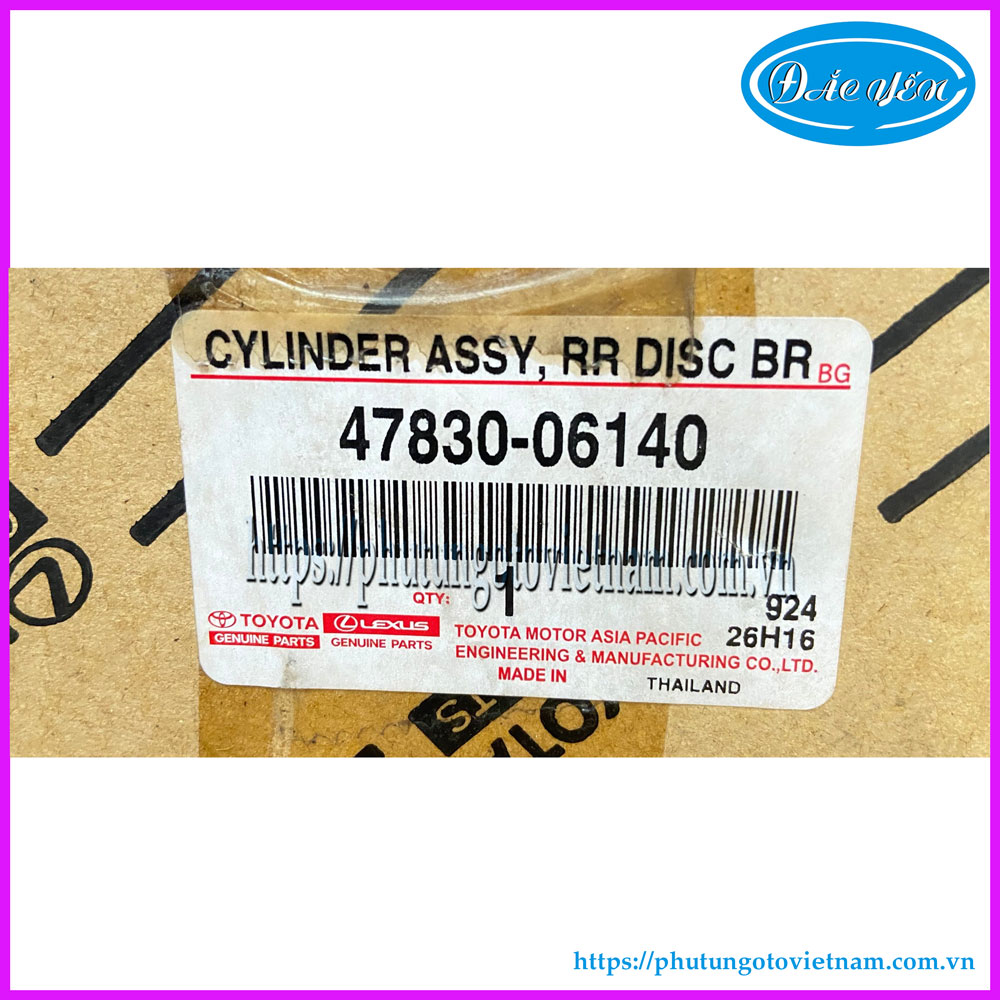 ĐẮC YẾN
CYLINDER ASSY, RR DISC BR BG
47830-06140
https://phutungotovietnam.com.vn
QTY: 1
924
26H16
TOYOTA
GENUINE PARTS
LEXUS
GENUINE PARTS
TOYOTA MOTOR ASIA PACIFIC
ENGINEERING & MANUFACTURING CO.,LTD.
MADE IN
THAILAND
https://phutungotovietnam.com.vn